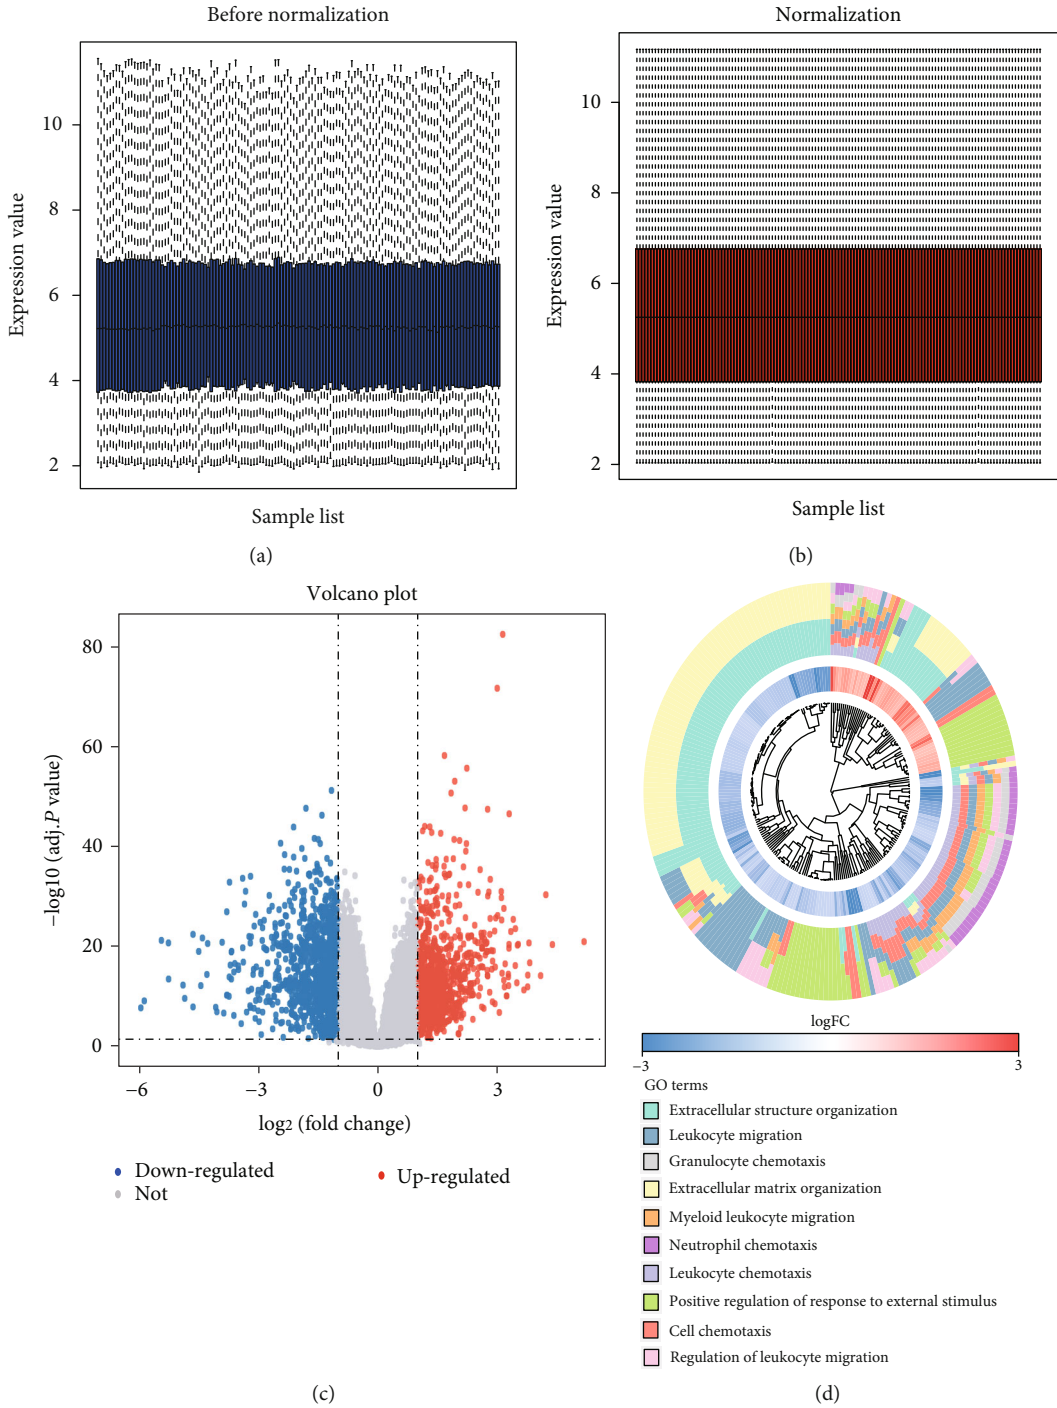 Before normalization
Expression value
10
8
6
4
2
Sample list
(a)
Normalization
Expression value
10
8
6
4
2
Sample list
(b)
Volcano plot
−log10 (adj.P value)
80
60
40
20
0
−6
−3
0
3
log2 (fold change)
Down-regulated
Not
Up-regulated
(c)
logFC
−3
3
GO terms
Extracellular structure organization
Leukocyte migration
Granulocyte chemotaxis
Extracellular matrix organization
Myeloid leukocyte migration
Neutrophil chemotaxis
Leukocyte chemotaxis
Positive regulation of response to external stimulus
Cell chemotaxis
Regulation of leukocyte migration
(d)